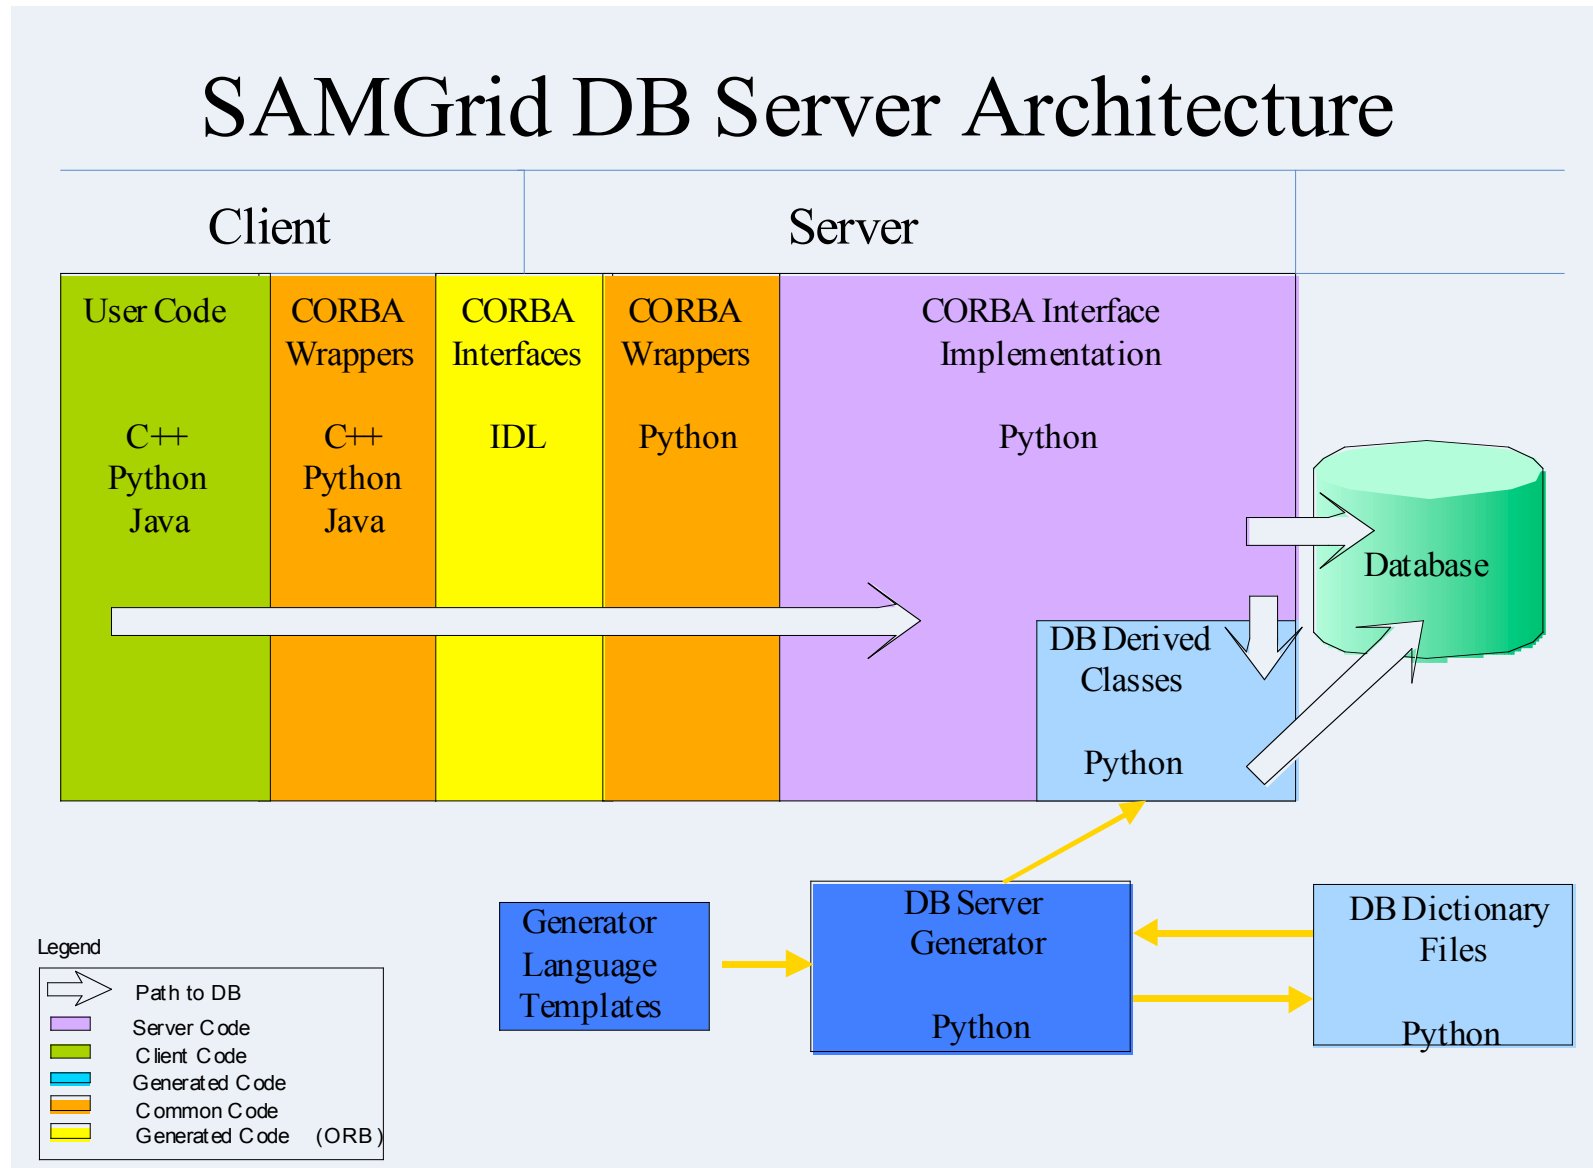 SAMGrid DB Server Architecture
Client
Server
User Code
C++
Python
Java
CORBA
Wrappers
C++
Python
Java
CORBA
Interfaces
IDL
CORBA
Wrappers
Python
CORBA Interface
Implementation
Python
Database
DB Derived
Classes
Python
Generator
Language
Templates
DB Server
Generator
Python
DB Dictionary
Files
Python
Legend
Path to DB
Server Code
Client Code
Generated Code
Common Code
Generated Code (ORB)